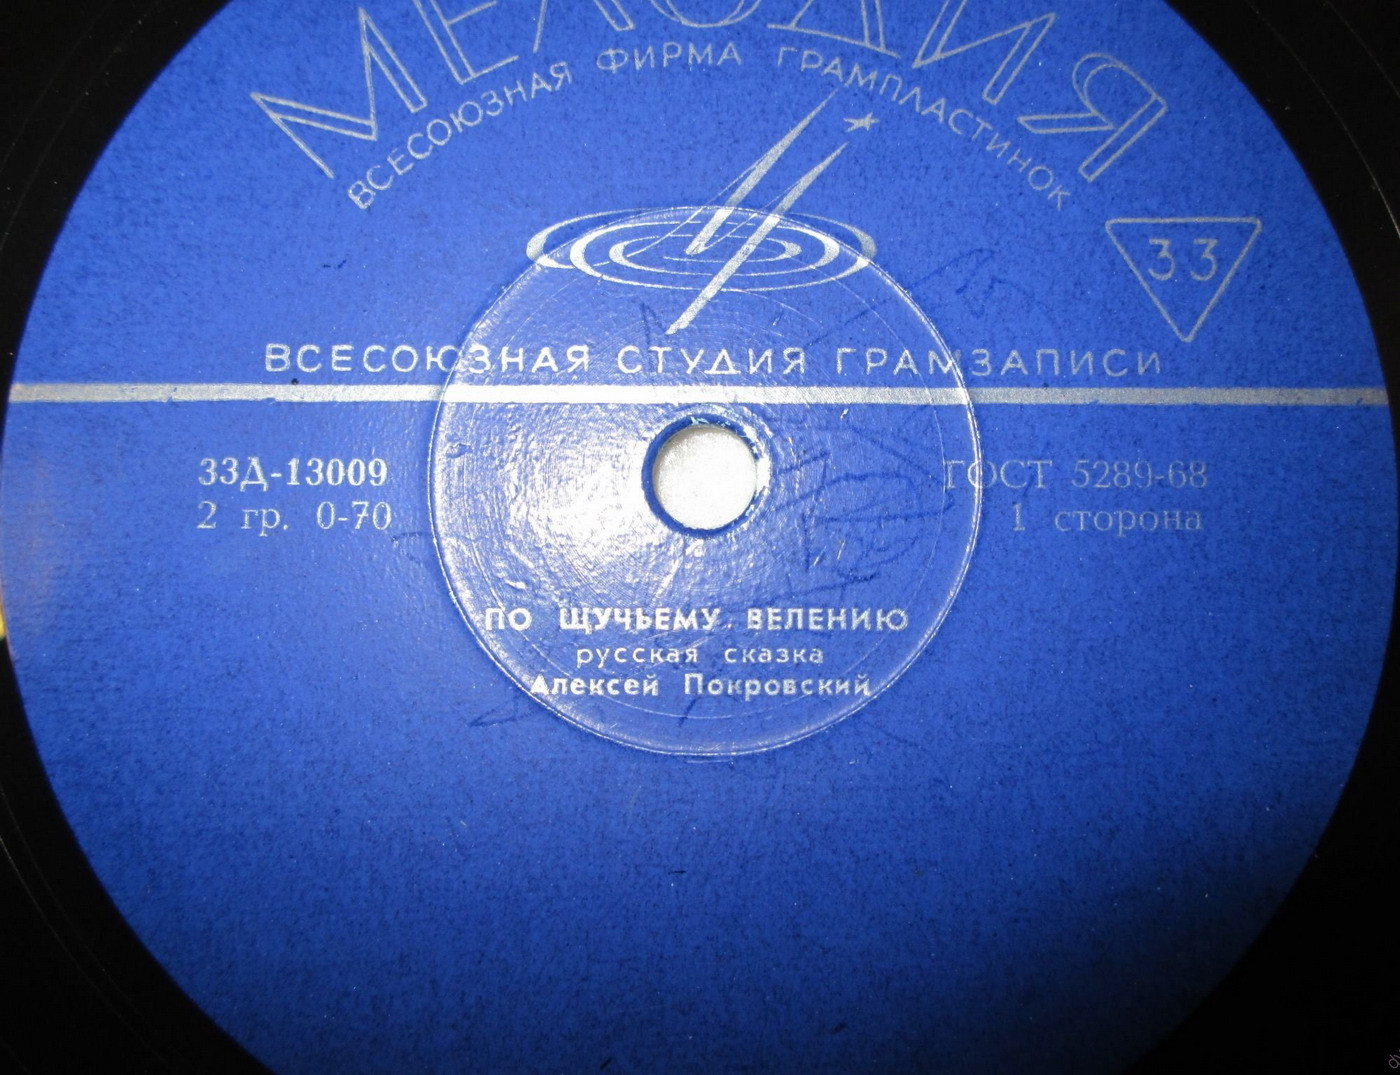 МЕЛОДИЯ
ВСЕСОЮЗНАЯ ФИРМА ГРАМПЛАСТИНОК
33
ВСЕСОЮЗНАЯ СТУДИЯ ГРАМЗАПИСИ
33Д-13009
2 гр. 0-70
ГОСТ 5289-68
1 сторона
ПО ЩУЧЬЕМУ ВЕЛЕНИЮ
русская сказка
Алексей Покровский